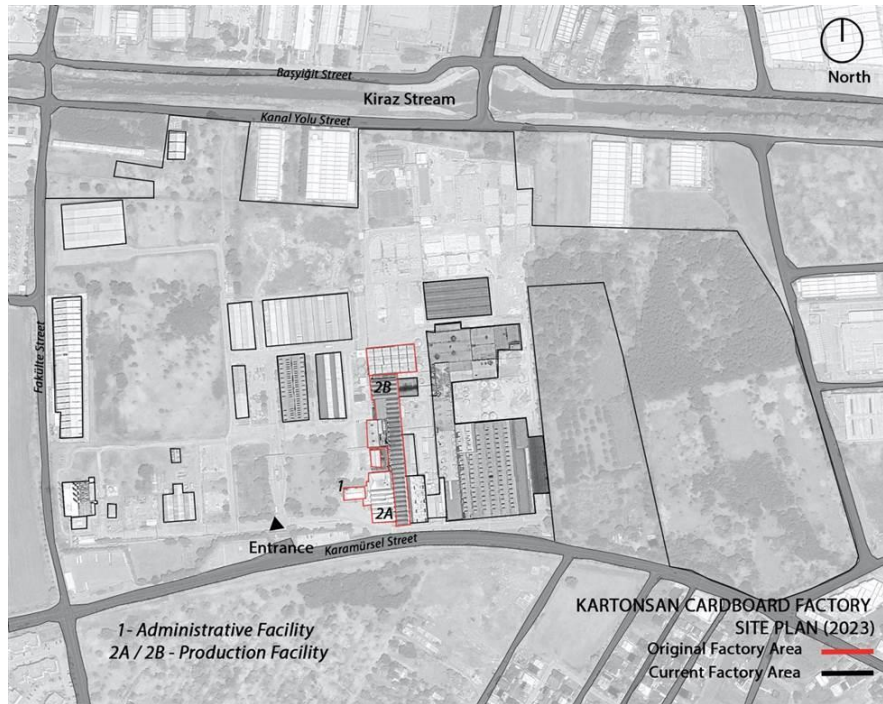 Başyiğit Street
Kiraz Stream
Kanal Yolu Street
North
Fakülte Street
2B
1
2A
Entrance
Karamürsel Street
1- Administrative Facility
2A / 2B - Production Facility
KARTONSAN CARDBOARD FACTORY
SITE PLAN (2023)
Original Factory Area
Current Factory Area